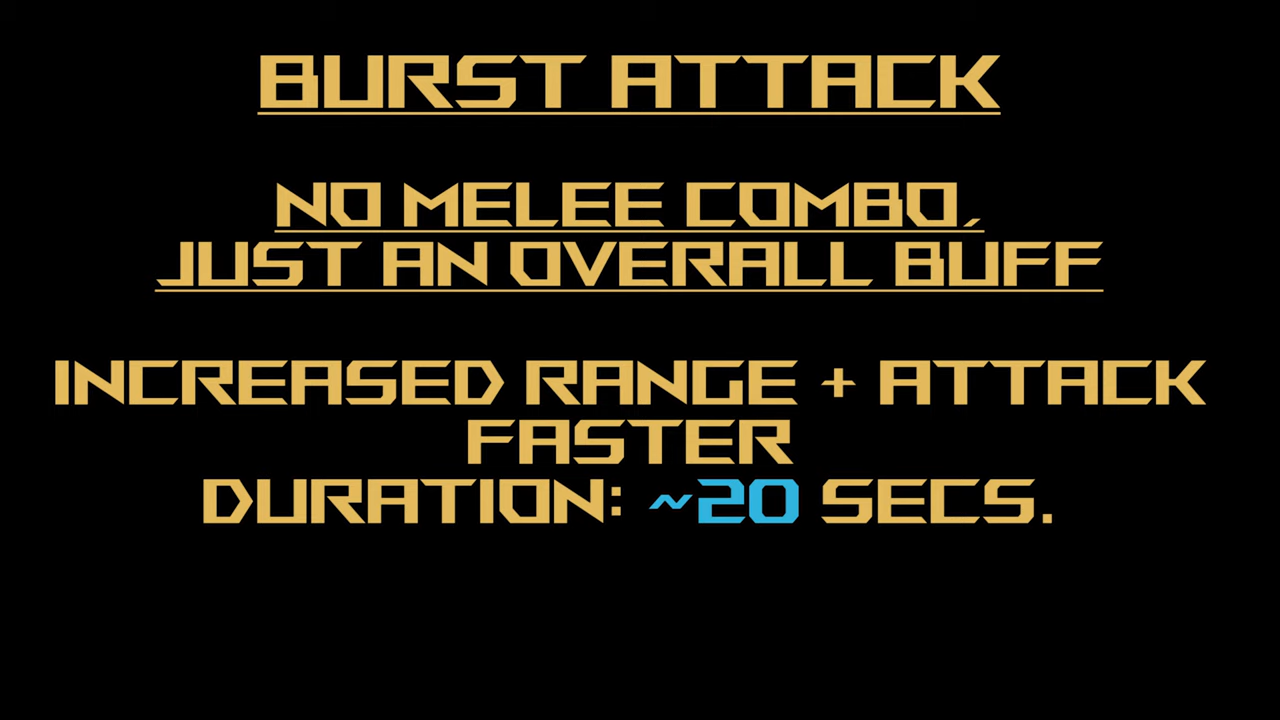 BURST ATTACK
NO MELEE COMBO,
JUST AN OVERALL BUFF
INCREASED RANGE + ATTACK
FASTER
DURATION: ~20 SECS.